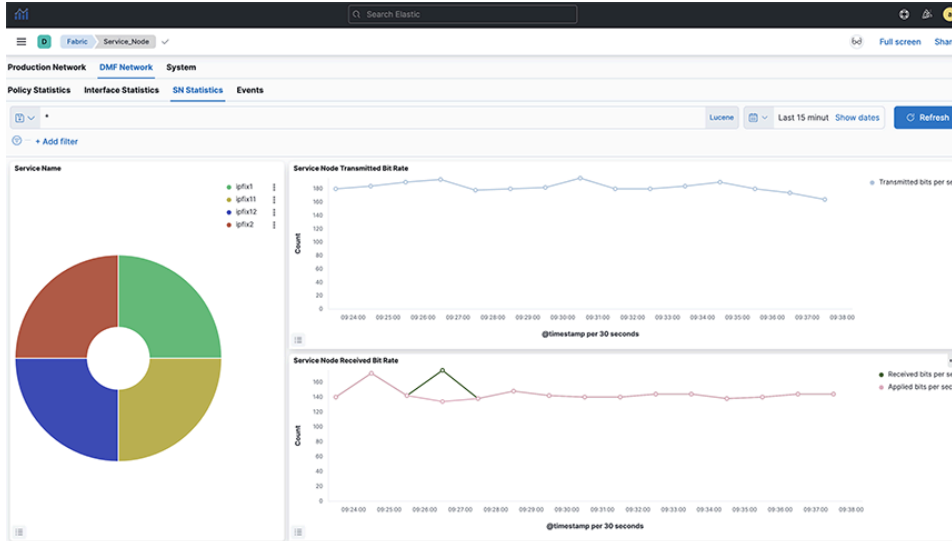 Search Elastic
D Fabric Service_Node Full screen
Production Network DMF Network System
Policy Statistics Interface Statistics SN Statistics Events
* Lucene Last 15 minut Show dates Refresh
+ Add filter
Service Name
ipfix1
ipfix11
ipfix12
ipfix2
Service Node Transmitted Bit Rate
Transmitted bits per se
180
160
140
120
100
80
60
40
20
0
Count
09:24:00 09:25:00 09:26:00 09:27:00 09:28:00 09:29:00 09:30:00 09:31:00 09:32:00 09:33:00 09:34:00 09:35:00 09:36:00 09:37:00 09:38:00
@timestamp per 30 seconds
Service Node Received Bit Rate
Received bits per se
Applied bits per sec
160
140
120
100
80
60
40
20
0
Count
09:24:00 09:25:00 09:26:00 09:27:00 09:28:00 09:29:00 09:30:00 09:31:00 09:32:00 09:33:00 09:34:00 09:35:00 09:36:00 09:37:00 09:38:00
@timestamp per 30 seconds